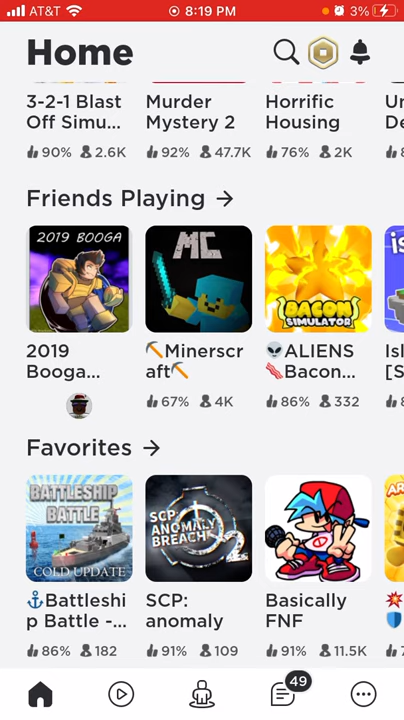 AT&T 8:19 PM 3%
Home
3-2-1 Blast Murder Horrific
Off Simu... Mystery 2 Housing
90% 2.6K 92% 47.7K 76% 2K
Friends Playing →
2019 BOOGA MC
BACON
SIMULATOR
2019 ⛏Minerscr 👽ALIENS Isl
Booga... aft⛏ 🥓Bacon... [S
67% 4K 86% 332
Favorites →
BATTLESHIP
BATTLE
SCP:
ANOMALY
BREACH 2
COLD UPDATE
⚓Battleshi SCP: Basically
p Battle -... anomaly FNF
86% 182 91% 109 91% 11.5K
49